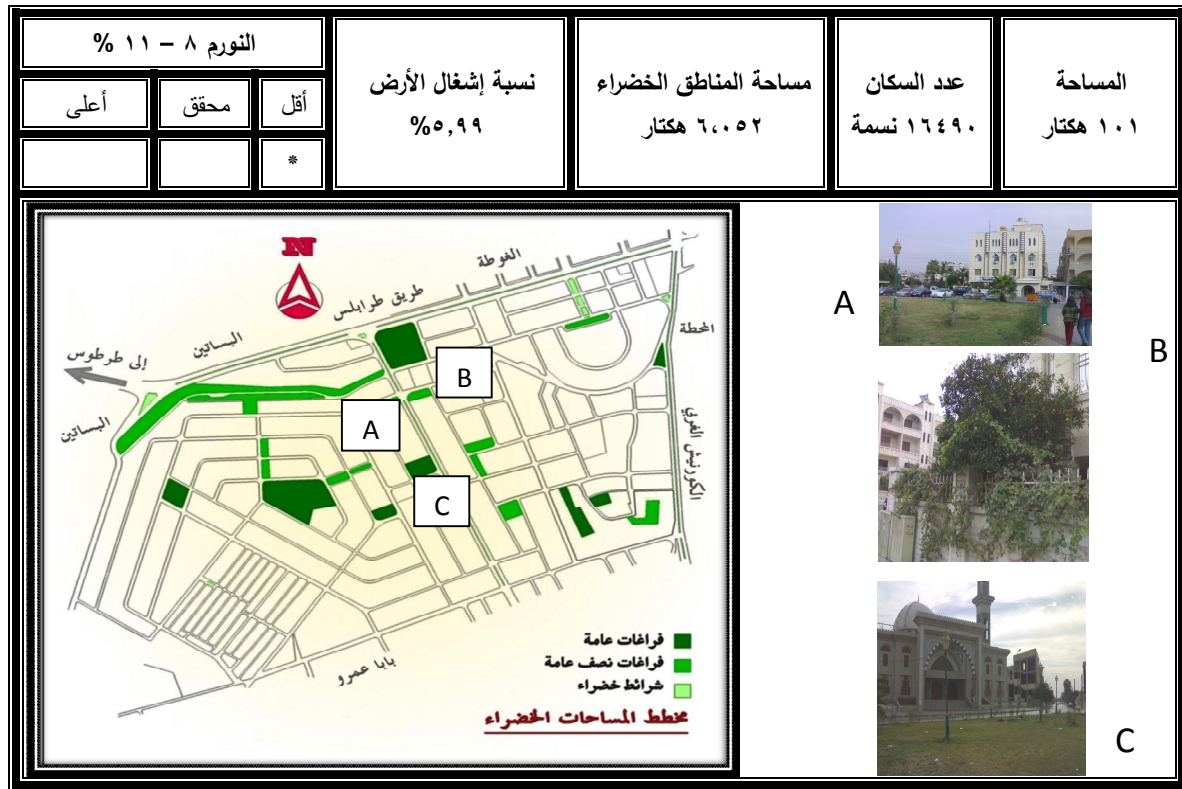 المساحة
١٠١ هكتار
عدد السكان
١٦٤٩٠ نسمة
مساحة المناطق الخضراء
٦،٠٥٢ هكتار
نسبة إشغال الأرض
٥,٩٩%
النورم ٨ – ١١ %
أقل
محقق
أعلى
*
N
الغوطة
طريق طرابلس
البساتين
إلى طرطوس
البساتين
المحطة
الكورنيش الغربي
بابا عمرو
A
B
C
فراغات عامة
فراغات نصف عامة
شرائط خضراء
مخطط المساحات الخضراء
A
B
C